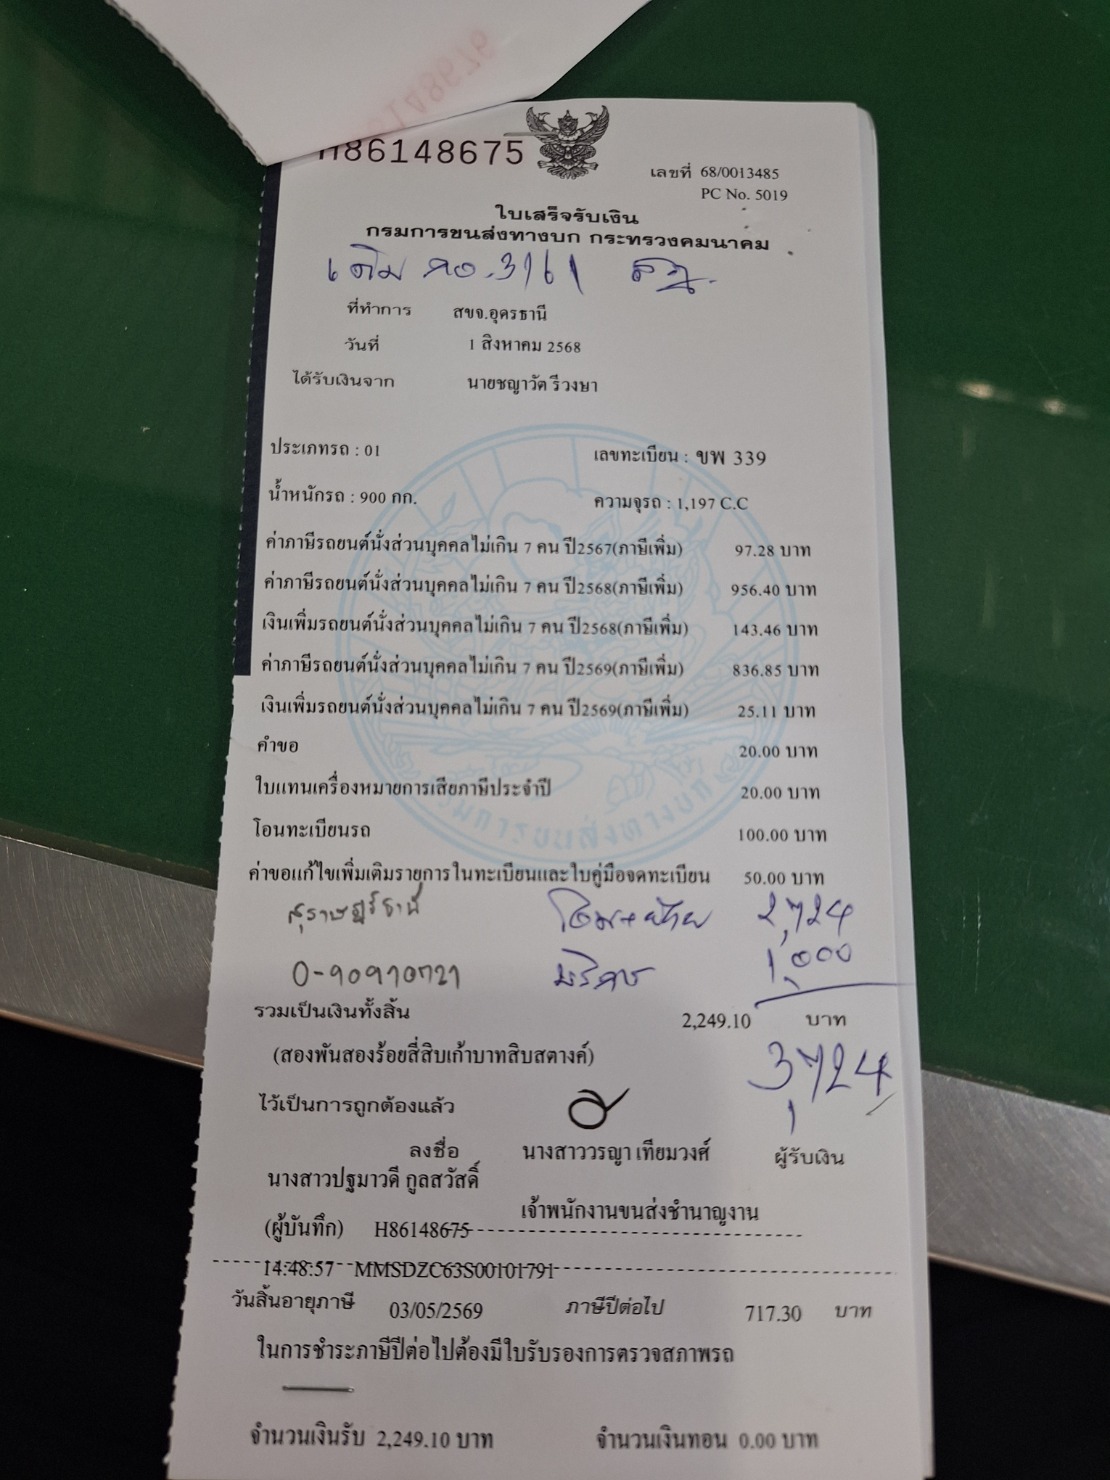 H86148675
เลขที่ 68/0013485
PC No. 5019
ใบเสร็จรับเงิน
กรมการขนส่งทางบก กระทรวงคมนาคม
เดิม กอ.3161 สฎ.
ที่ทำการ สขจ.อุดรธานี
วันที่ 1 สิงหาคม 2568
ได้รับเงินจาก นายชญาวัต รีวงษา
ประเภทรถ : 01 เลขทะเบียน : ขพ 339
น้ำหนักรถ : 900 กก. ความจุรถ : 1,197 C.C
ค่าภาษีรถยนต์นั่งส่วนบุคคลไม่เกิน 7 คน ปี2567(ภาษีเพิ่ม) 97.28 บาท
ค่าภาษีรถยนต์นั่งส่วนบุคคลไม่เกิน 7 คน ปี2568(ภาษีเพิ่ม) 956.40 บาท
เงินเพิ่มรถยนต์นั่งส่วนบุคคลไม่เกิน 7 คน ปี2568(ภาษีเพิ่ม) 143.46 บาท
ค่าภาษีรถยนต์นั่งส่วนบุคคลไม่เกิน 7 คน ปี2569(ภาษีเพิ่ม) 836.85 บาท
เงินเพิ่มรถยนต์นั่งส่วนบุคคลไม่เกิน 7 คน ปี2569(ภาษีเพิ่ม) 25.11 บาท
คำขอ 20.00 บาท
ใบแทนเครื่องหมายการเสียภาษีประจำปี 20.00 บาท
โอนทะเบียนรถ 100.00 บาท
ค่าขอแก้ไขเพิ่มเติมรายการในทะเบียนและใบคู่มือจดทะเบียน 50.00 บาท
สุราษฎร์ธานี โอน+ย้าย 2,724
0-90910721 บริการ 1,000
รวมเป็นเงินทั้งสิ้น 2,249.10 บาท
(สองพันสองร้อยสี่สิบเก้าบาทสิบสตางค์) 3,724
ไว้เป็นการถูกต้องแล้ว
ลงชื่อ นางสาววรญา เทียมวงศ์ ผู้รับเงิน
นางสาวปฐมาวดี กูลสวัสดิ์
เจ้าพนักงานขนส่งชำนาญงาน
(ผู้บันทึก) H86148675
14:48:57 MMSDZC63S00101791
วันสิ้นอายุภาษี 03/05/2569 ภาษีปีต่อไป 717.30 บาท
ในการชำระภาษีปีต่อไปต้องมีใบรับรองการตรวจสภาพรถ
จำนวนเงินรับ 2,249.10 บาท จำนวนเงินทอน 0.00 บาท